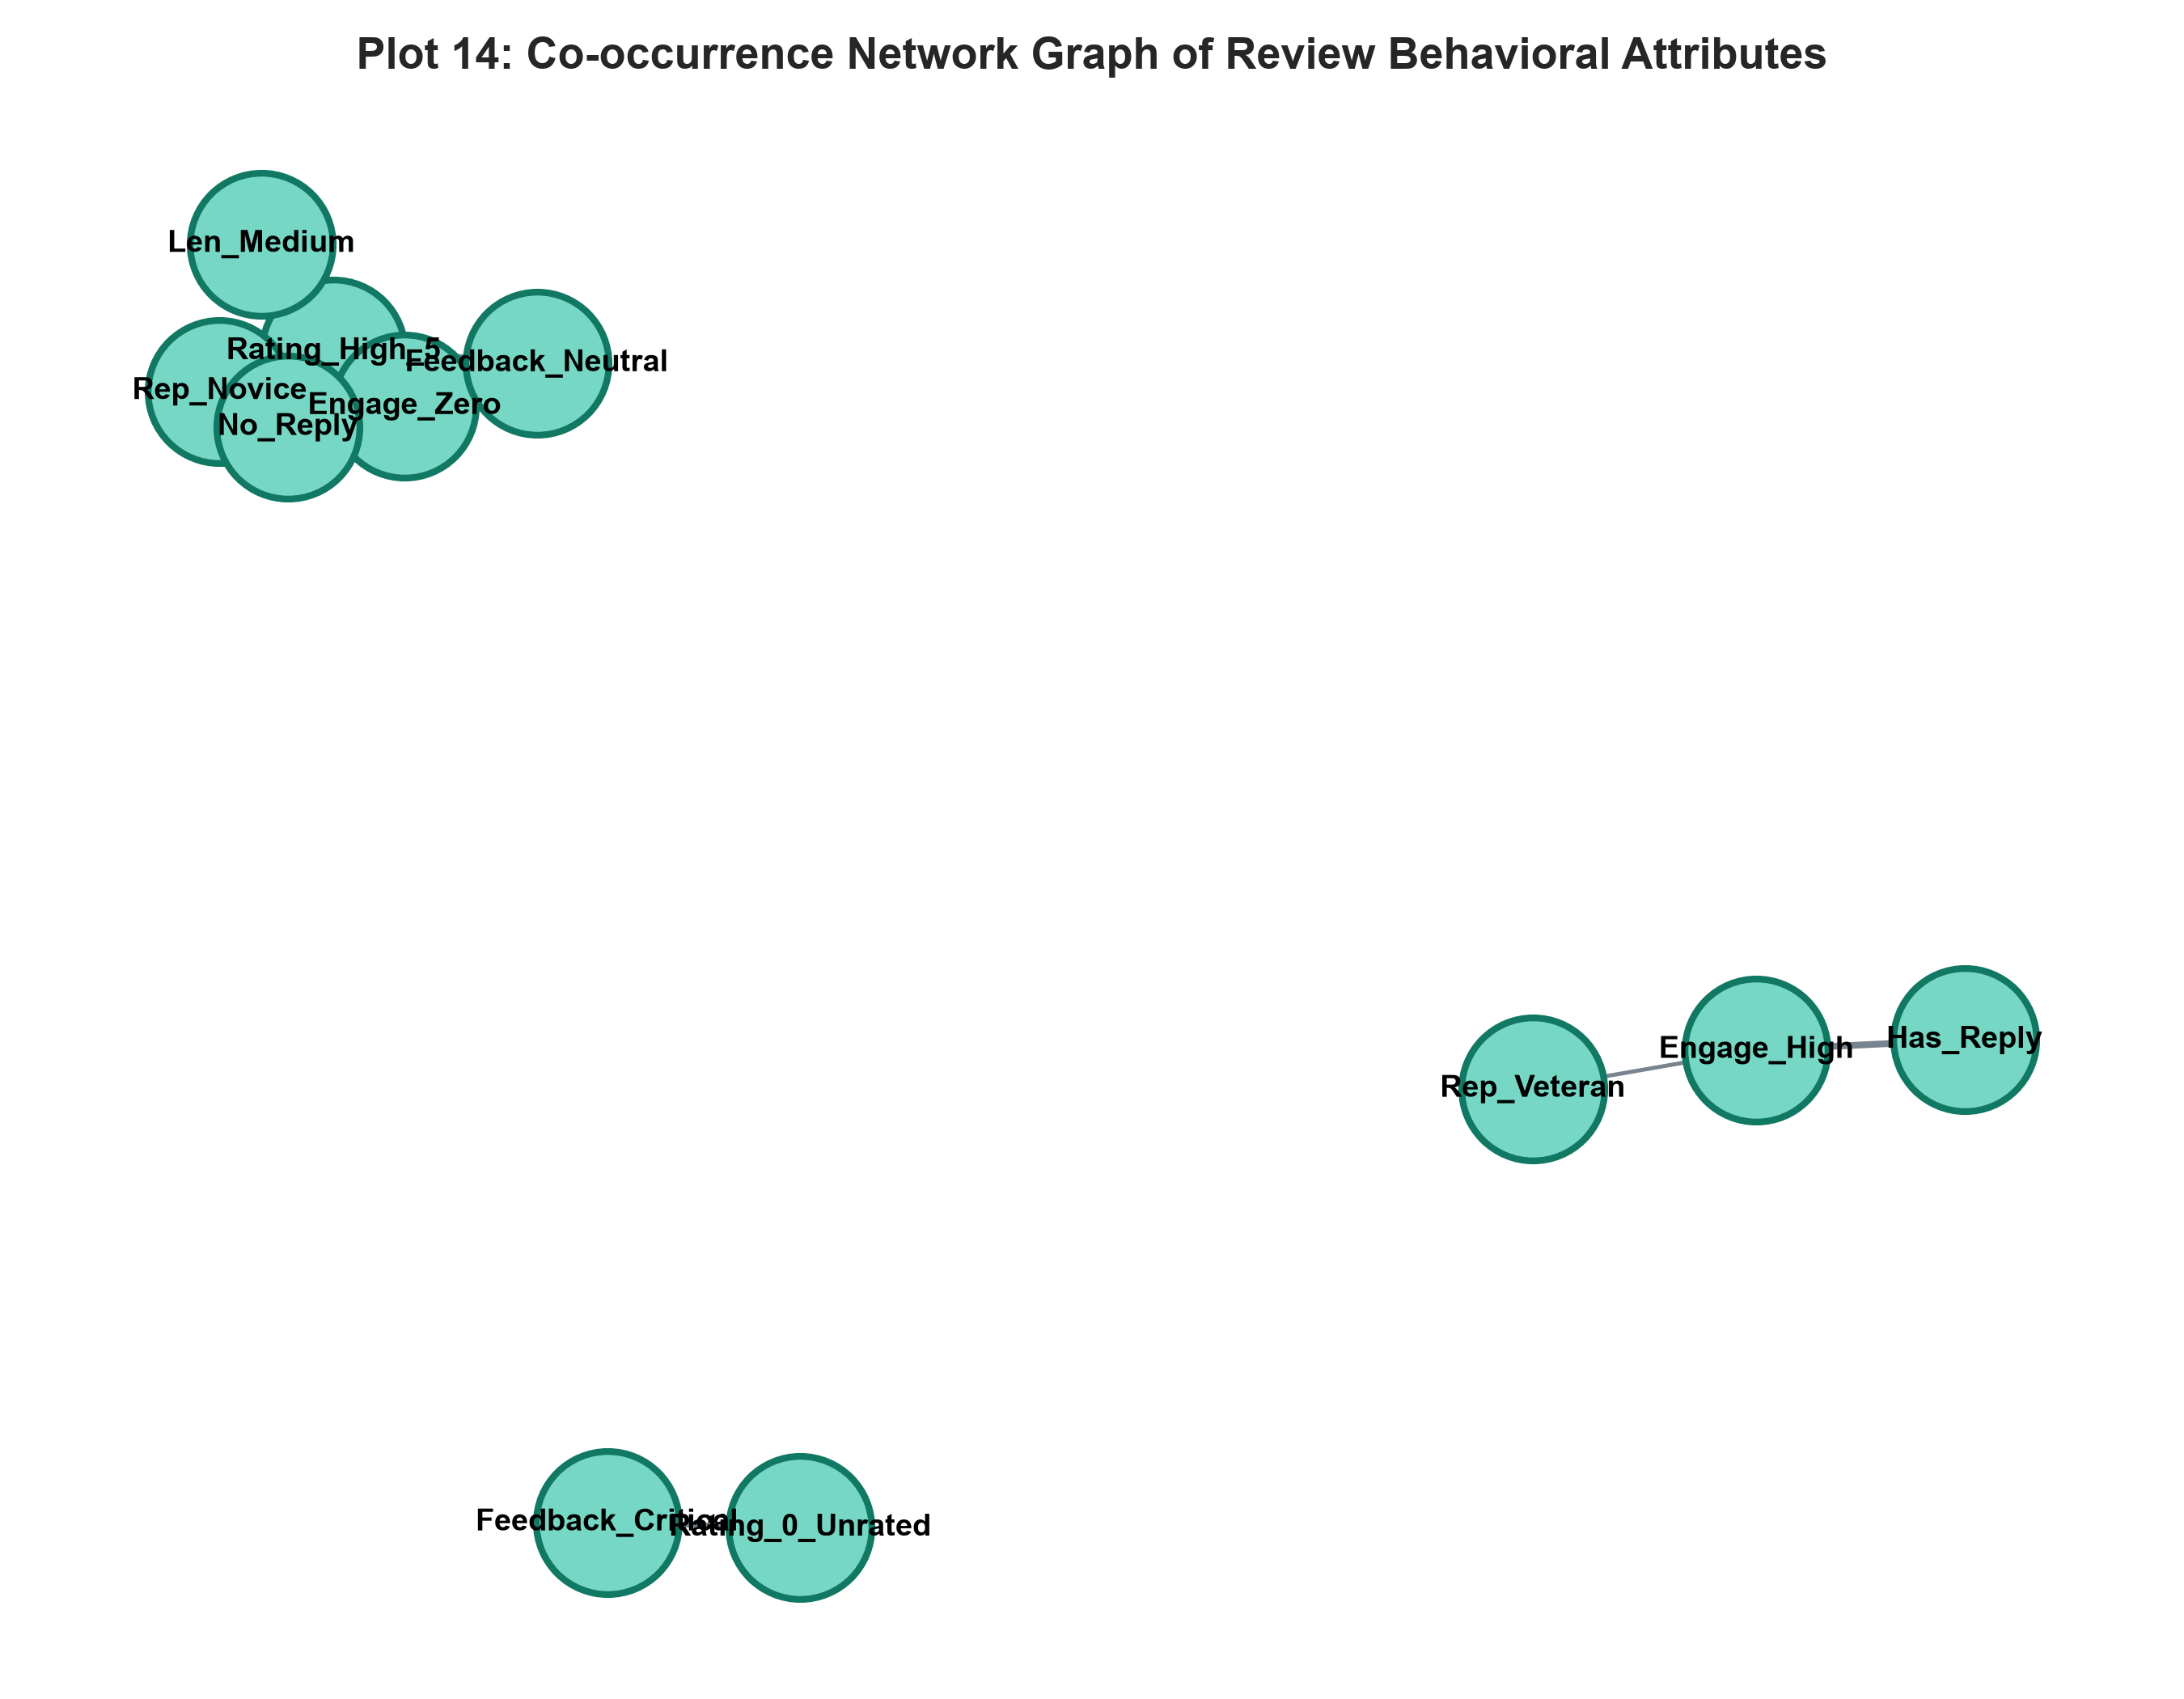 Plot 14: Co-occurrence Network Graph of Review Behavioral Attributes
Len_Medium
Rating_High_5
Feedback_Neutral
Rep_Novice
Engage_Zero
No_Reply
Has_Reply
Engage_High
Rep_Veteran
Feedback_Critical
Rating_0_Unrated